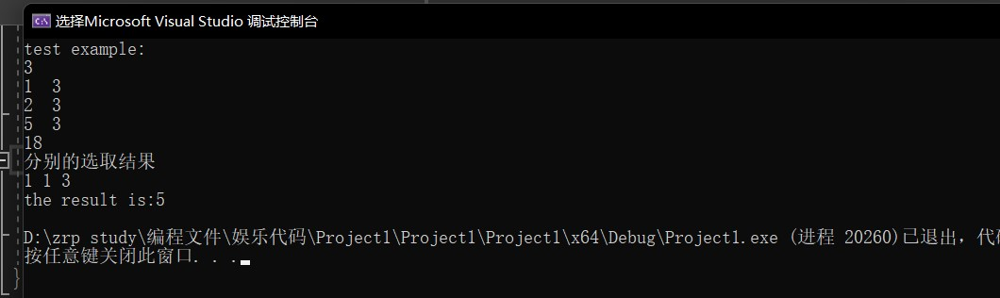 选择Microsoft Visual Studio 调试控制台
test example:
3
1  3
2  3
5  3
18
分别的选取结果
1 1 3
the result is:5
D:\zrp study\编程文件\娱乐代码\Project1\Project1\Project1\x64\Debug\Project1.exe (进程 20260)已退出，代
按任意键关闭此窗口. . .
}